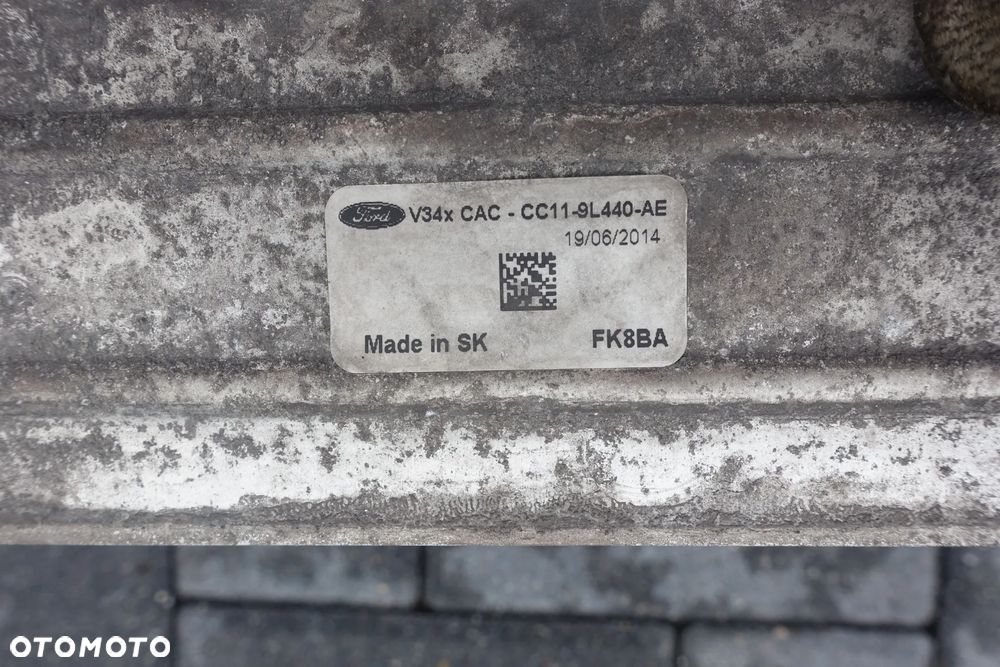 Ford V34x CAC - CC11-9L440-AE
19/06/2014
Made in SK FK8BA
OTOMOTO